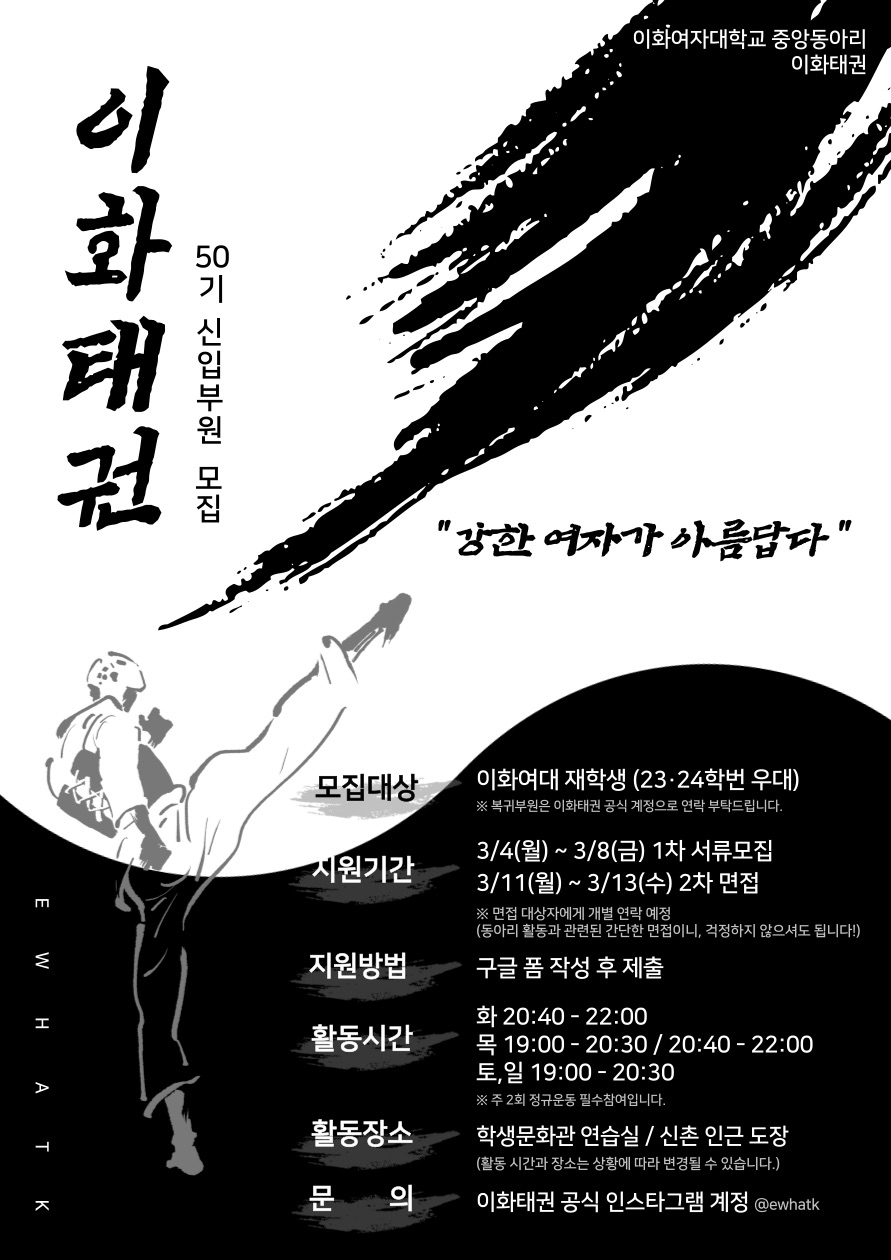 이화여자대학교 중앙동아리
이화태권
이화태권
50기 신입부원 모집
"강한 여자가 아름답다"
모집대상
이화여대 재학생 (23·24학번 우대)
※ 복귀부원은 이화태권 공식 계정으로 연락 부탁드립니다.
지원기간
3/4(월) ~ 3/8(금) 1차 서류모집
3/11(월) ~ 3/13(수) 2차 면접
※ 면접 대상자에게 개별 연락 예정
(동아리 활동과 관련된 간단한 면접이니, 걱정하지 않으셔도 됩니다!)
지원방법
구글 폼 작성 후 제출
활동시간
화 20:40 - 22:00
목 19:00 - 20:30 / 20:40 - 22:00
토,일 19:00 - 20:30
※ 주 2회 정규운동 필수참여입니다.
활동장소
학생문화관 연습실 / 신촌 인근 도장
(활동 시간과 장소는 상황에 따라 변경될 수 있습니다.)
문 의
이화태권 공식 인스타그램 계정 @ewhatk
EWHATK